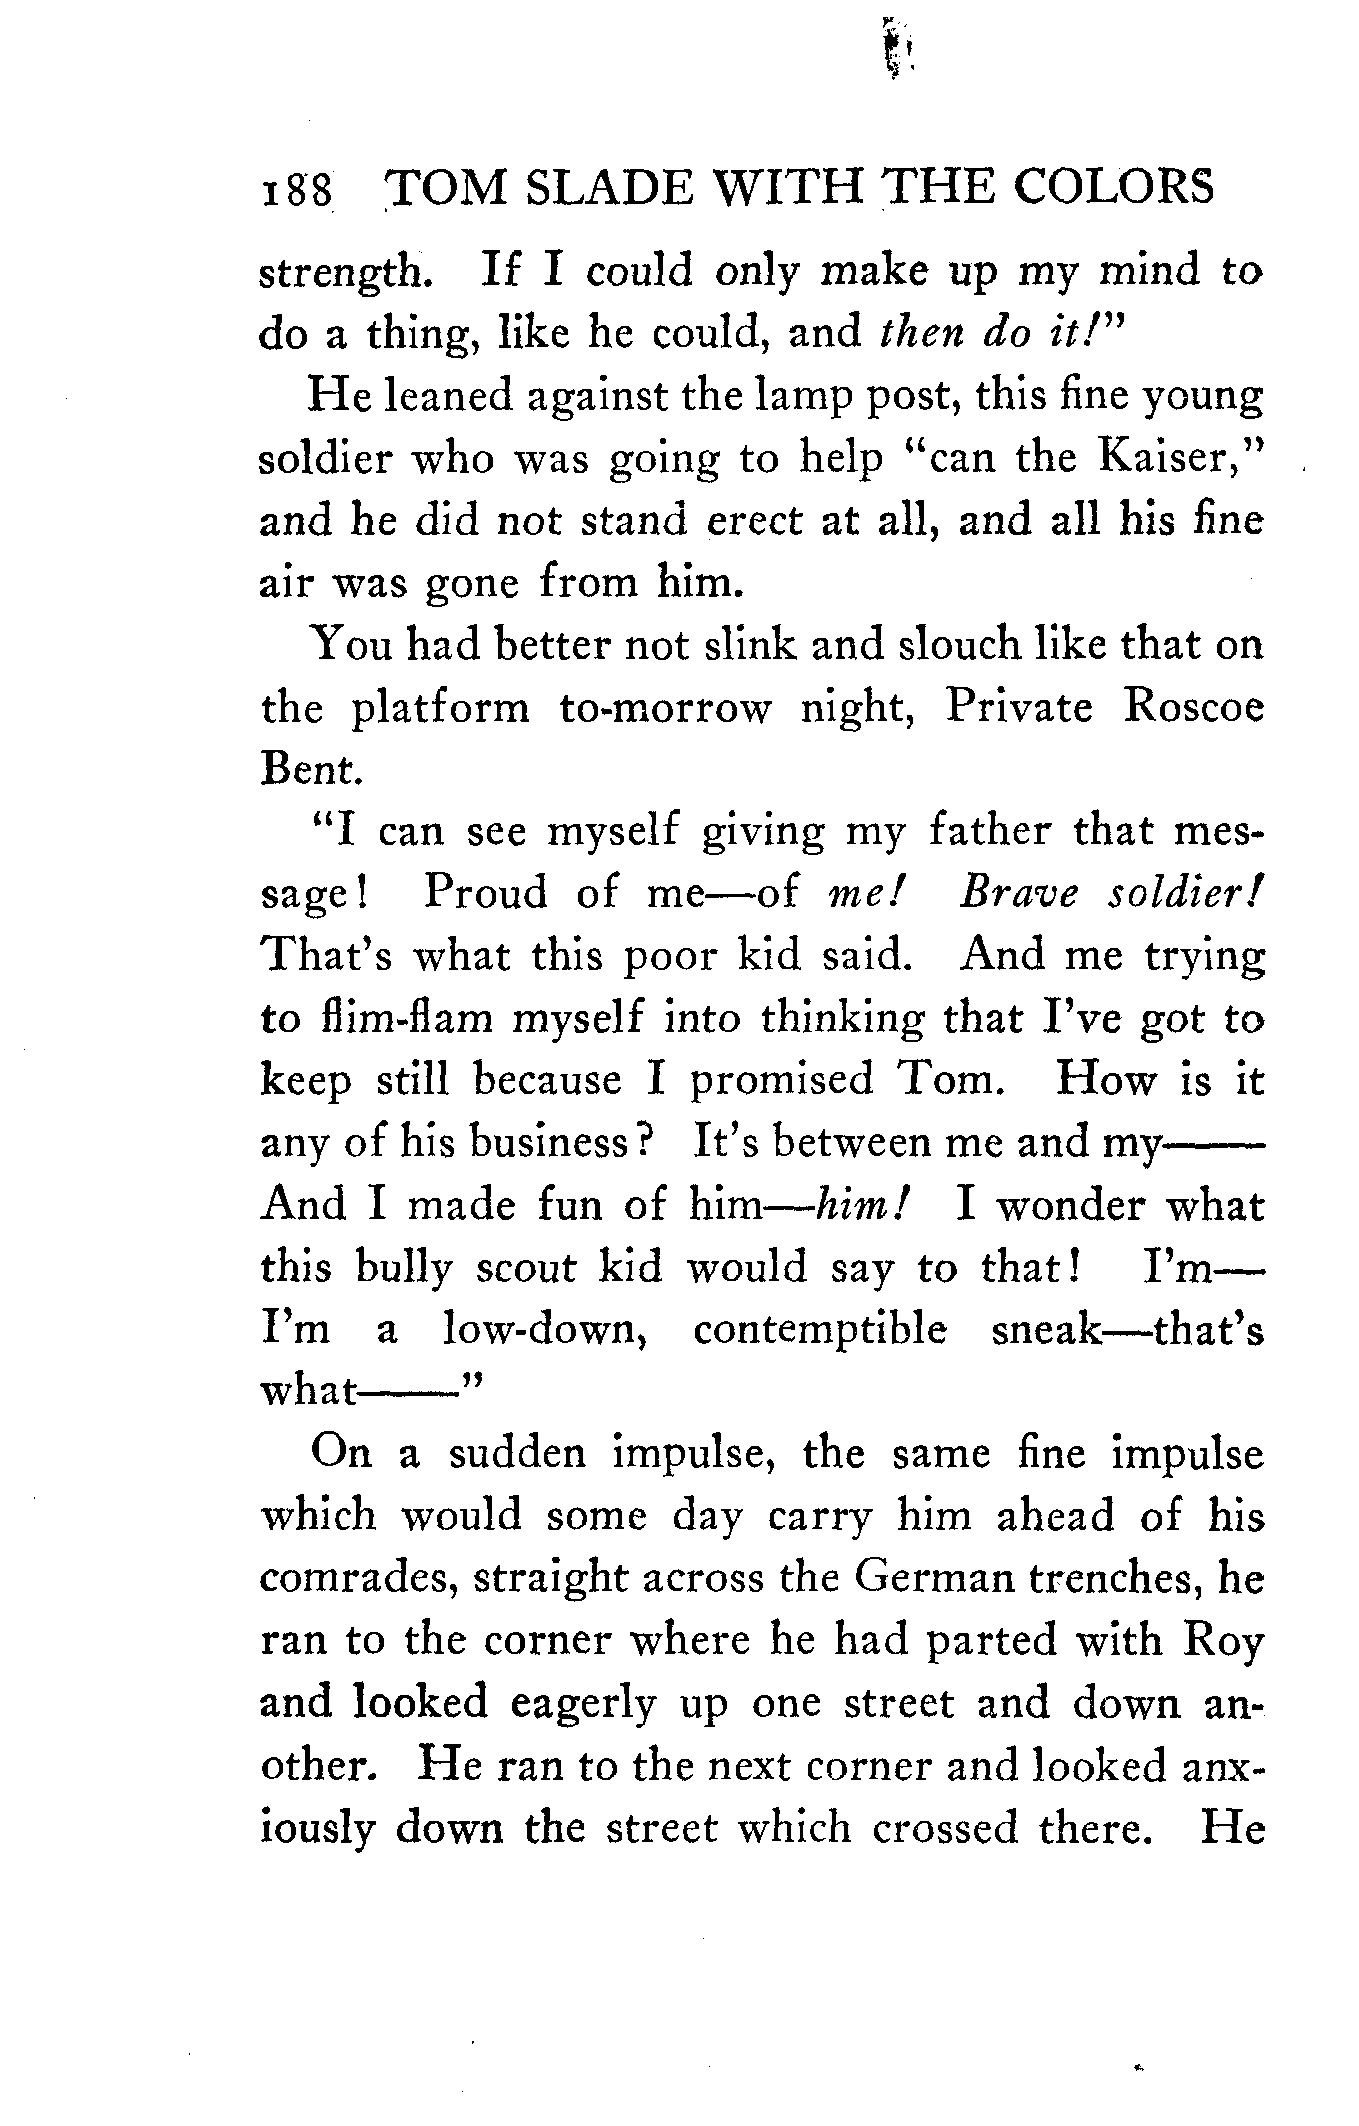 188 TOM SLADE WITH THE COLORS
strength. If I could only make up my mind to
do a thing, like he could, and then do it!"
He leaned against the lamp post, this fine young
soldier who was going to help "can the Kaiser,"
and he did not stand erect at all, and all his fine
air was gone from him.
You had better not slink and slouch like that on
the platform to-morrow night, Private Roscoe
Bent.
"I can see myself giving my father that mes-
sage! Proud of me—of me! Brave soldier!
That's what this poor kid said. And me trying
to flim-flam myself into thinking that I've got to
keep still because I promised Tom. How is it
any of his business? It's between me and my——
And I made fun of him—him! I wonder what
this bully scout kid would say to that! I'm—
I'm a low-down, contemptible sneak—that's
what——"
On a sudden impulse, the same fine impulse
which would some day carry him ahead of his
comrades, straight across the German trenches, he
ran to the corner where he had parted with Roy
and looked eagerly up one street and down an-
other. He ran to the next corner and looked anx-
iously down the street which crossed there. He